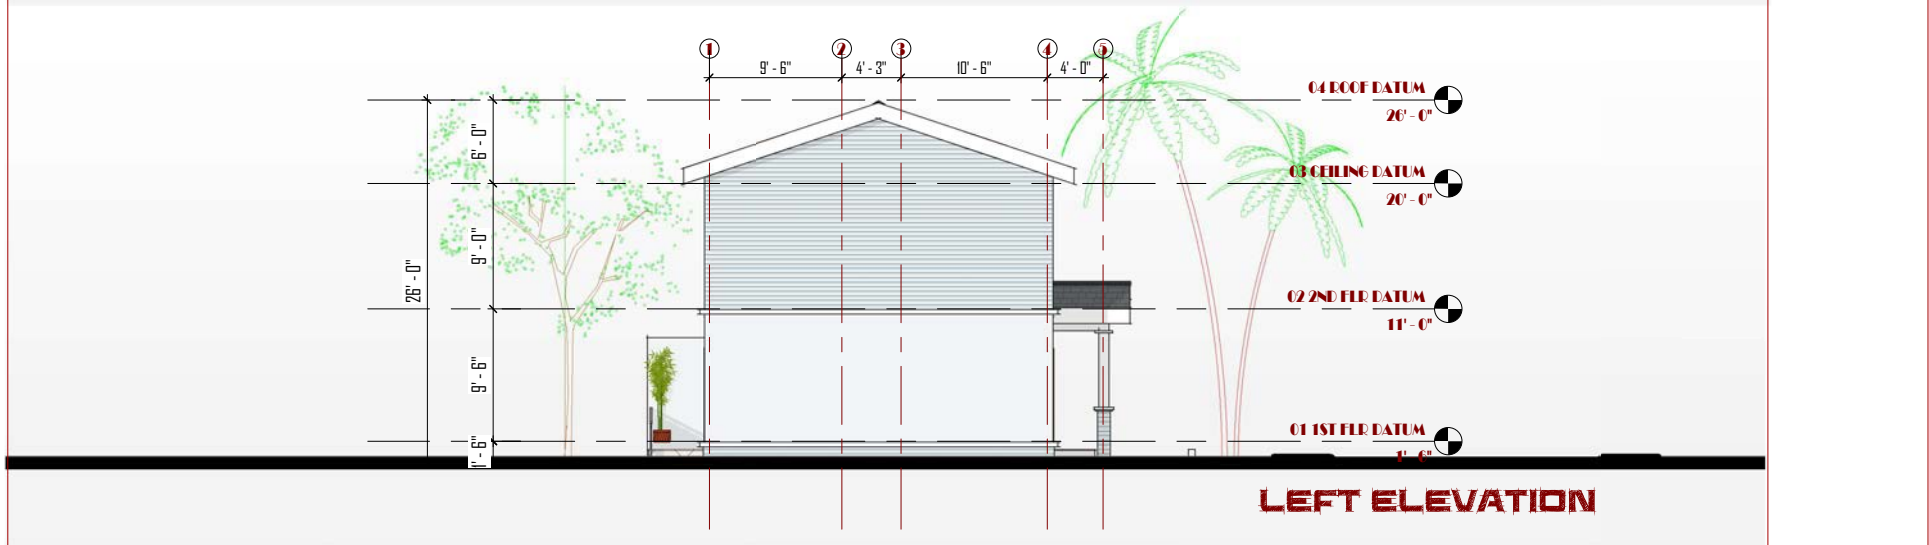 1 2 3 4 5
9' - 6" 4' - 3" 10' - 6" 4' - 0"
04 ROOF DATUM
26' - 0"
6' - 0"
03 CEILING DATUM
20' - 0"
9' - 0"
26' - 0"
02 2ND FLR DATUM
11' - 0"
9' - 6"
01 1ST FLR DATUM
1' - 6"
1' - 6"
LEFT ELEVATION